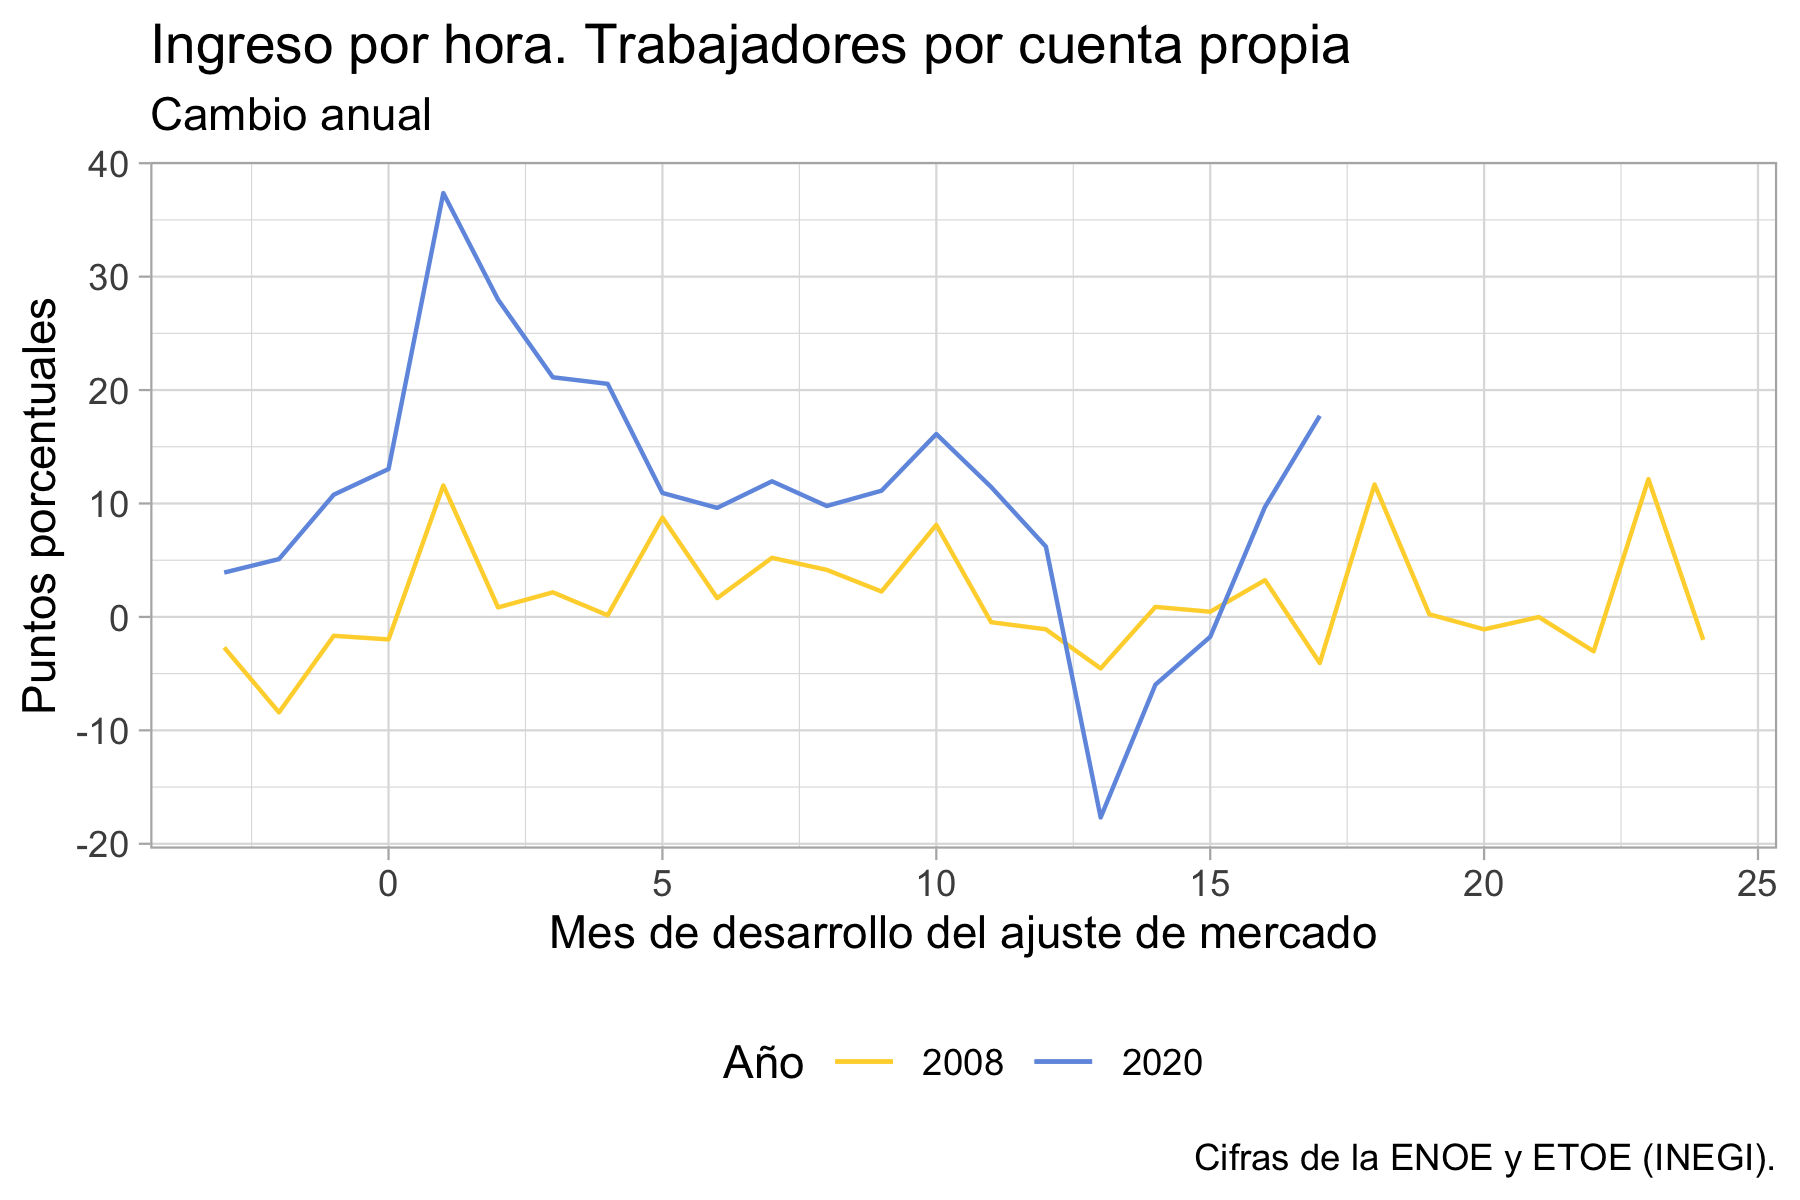 Ingreso por hora. Trabajadores por cuenta propia
Cambio anual
40
30
20
10
0
-10
-20
Puntos porcentuales
0 5 10 15 20 25
Mes de desarrollo del ajuste de mercado
Año 2008 2020
Cifras de la ENOE y ETOE (INEGI).